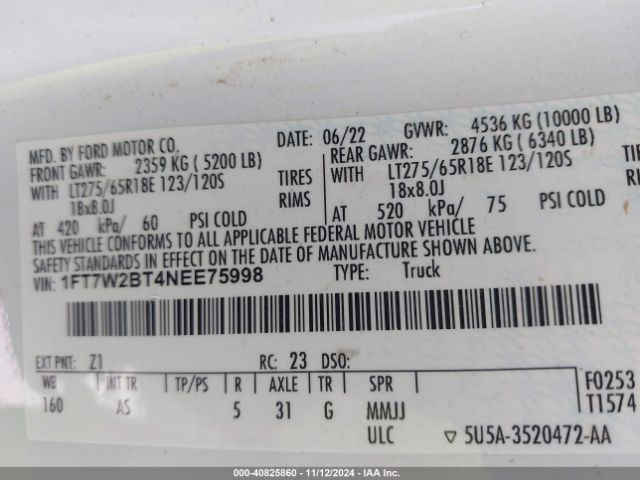 MFD. BY FORD MOTOR CO. DATE: 06/22 GVWR: 4536 KG (10000 LB)
FRONT GAWR: 2359 KG (5200 LB) REAR GAWR: 2876 KG (6340 LB)
WITH LT275/65R18E 123/120S TIRES WITH LT275/65R18E 123/120S TIRES
18x8.0J RIMS 18x8.0J RIMS
AT 420 kPa/ 60 PSI COLD AT 520 kPa/ 75 PSI COLD
THIS VEHICLE CONFORMS TO ALL APPLICABLE FEDERAL MOTOR VEHICLE
SAFETY STANDARDS IN EFFECT ON THE DATE OF MANUFACTURE SHOWN ABOVE.
VIN: 1FT7W2BT4NEE75998 TYPE: Truck
EXT PNT: Z1 RC: 23 DSO:
WB INT TR TP/PS R AXLE TR SPR F0253
160 AS 5 31 G MMJJ T1574
ULC ▽ 5U5A-3520472-AA
000-40825860 - 11/12/2024 - IAA Inc.